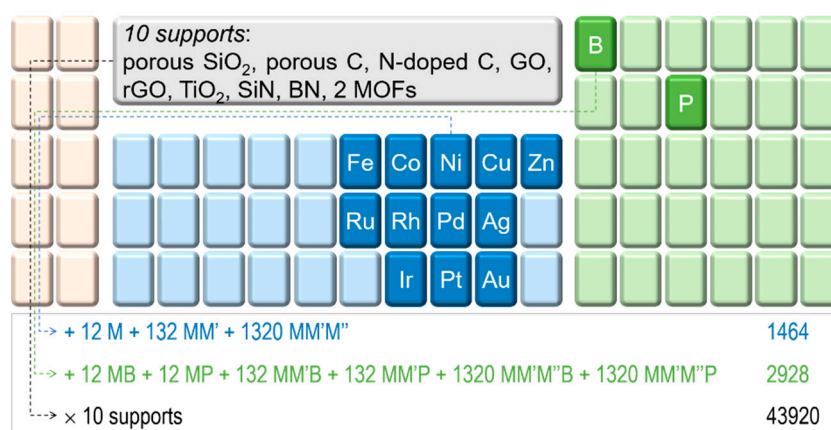 10 supports:
porous SiO₂, porous C, N-doped C, GO,
rGO, TiO₂, SiN, BN, 2 MOFs
B
P
Fe Co Ni Cu Zn
Ru Rh Pd Ag
Ir Pt Au
+ 12 M + 132 MM' + 1320 MM'M" 1464
+ 12 MB + 12 MP + 132 MM'B + 132 MM'P + 1320 MM'M"B + 1320 MM'M"P 2928
× 10 supports 43920